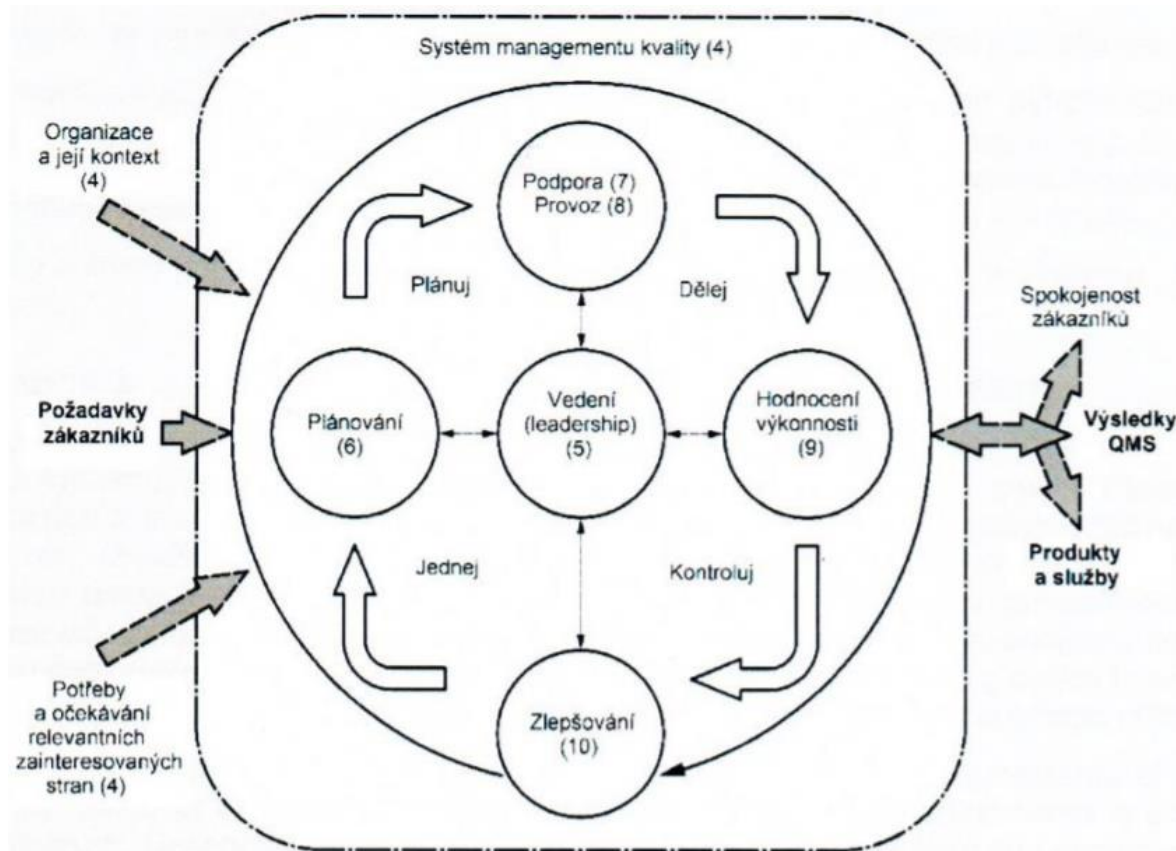 Systém managementu kvality (4)
Organizace
a její kontext
(4)
Podpora (7)
Provoz (8)
Plánuj
Dělej
Spokojenost
zákazníků
Požadavky
zákazníků
Plánování
(6)
Vedení
(leadership)
(5)
Hodnocení
výkonnosti
(9)
Výsledky
QMS
Jednej
Kontroluj
Produkty
a služby
Potřeby
a očekávání
relevantních
zainteresovaných
stran (4)
Zlepšování
(10)